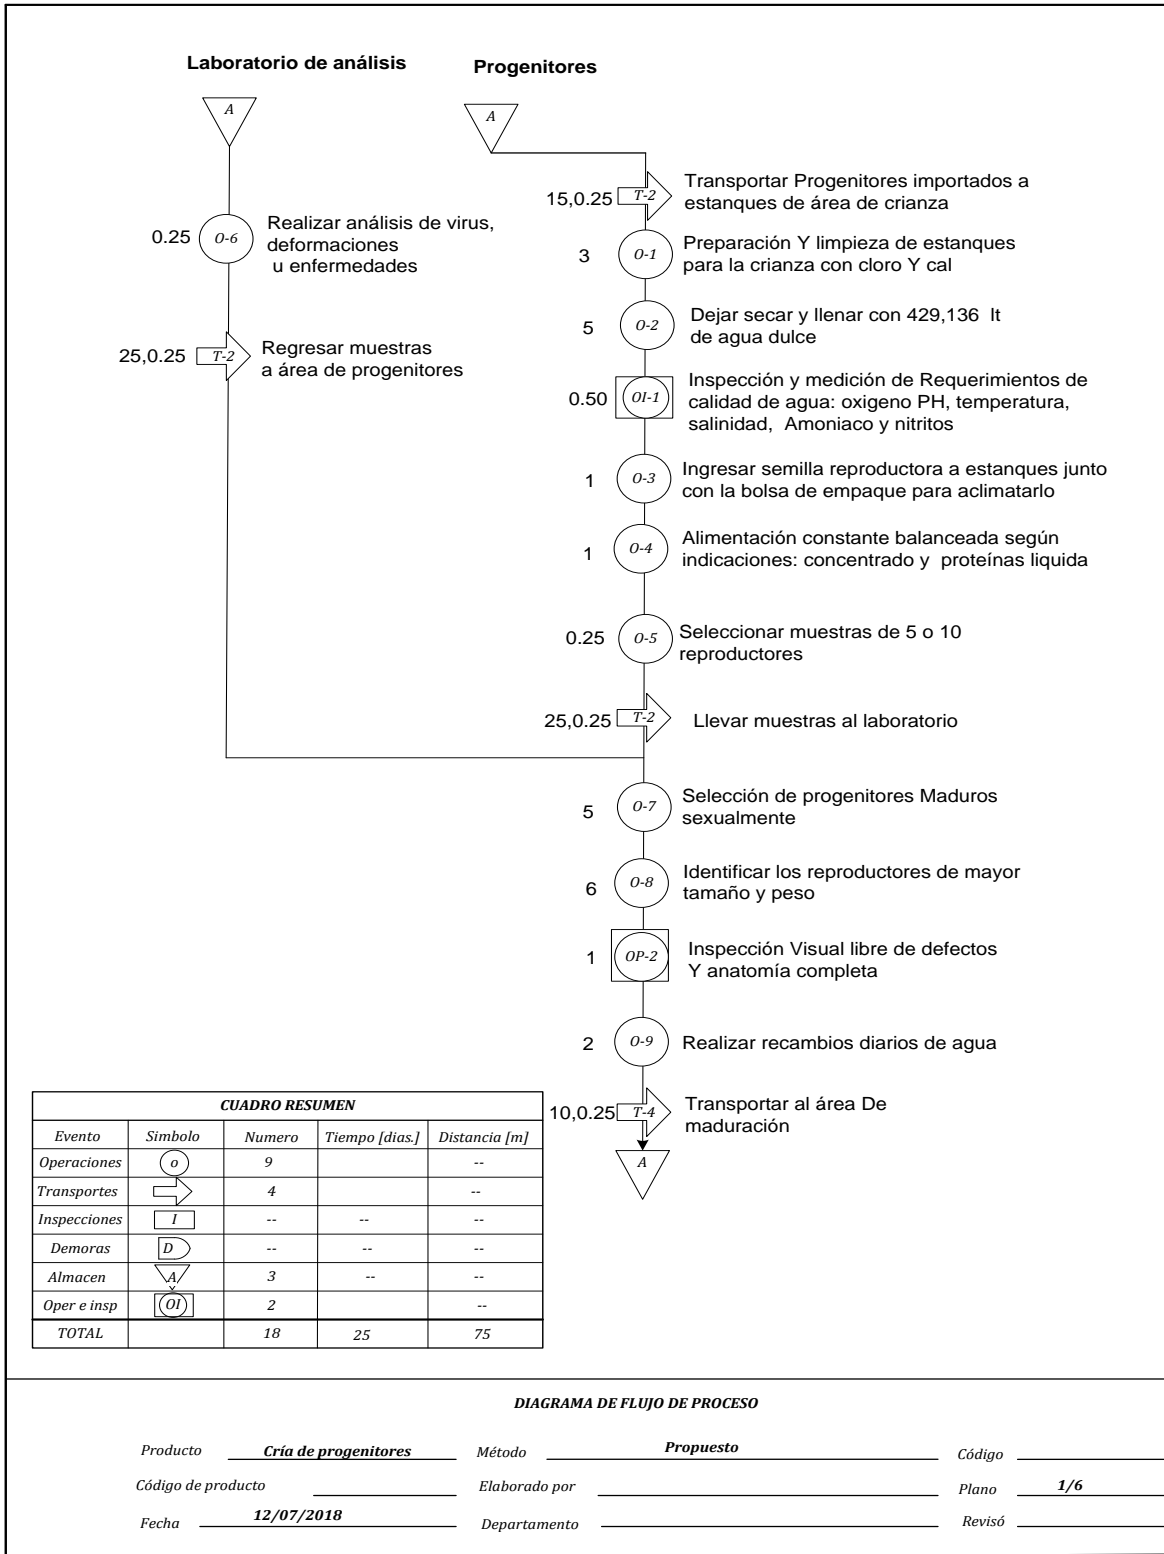 Laboratorio de análisis
Progenitores
A
A
15,0.25
T-2
Transportar Progenitores importados a
estanques de área de crianza
0.25
O-6
Realizar análisis de virus,
deformaciones
u enfermedades
3
O-1
Preparación Y limpieza de estanques
para la crianza con cloro Y cal
5
O-2
Dejar secar y llenar con 429,136 lt
de agua dulce
25,0.25
T-2
Regresar muestras
a área de progenitores
0.50
OI-1
Inspección y medición de Requerimientos de
calidad de agua: oxigeno PH, temperatura,
salinidad, Amoniaco y nitritos
1
O-3
Ingresar semilla reproductora a estanques junto
con la bolsa de empaque para aclimatarlo
1
O-4
Alimentación constante balanceada según
indicaciones: concentrado y proteínas liquida
0.25
O-5
Seleccionar muestras de 5 o 10
reproductores
25,0.25
T-2
Llevar muestras al laboratorio
5
O-7
Selección de progenitores Maduros
sexualmente
6
O-8
Identificar los reproductores de mayor
tamaño y peso
1
OP-2
Inspección Visual libre de defectos
Y anatomía completa
2
O-9
Realizar recambios diarios de agua
10,0.25
T-4
Transportar al área De
maduración
A
CUADRO RESUMEN
Evento Simbolo Numero Tiempo [dias.] Distancia [m]
Operaciones o 9 --
Transportes 4 --
Inspecciones I -- -- --
Demoras D -- -- --
Almacen A 3 -- --
Oper e insp OI 2 --
TOTAL 18 25 75
DIAGRAMA DE FLUJO DE PROCESO
Producto Cría de progenitores Método Propuesto Código
Código de producto Elaborado por Plano 1/6
Fecha 12/07/2018 Departamento Revisó